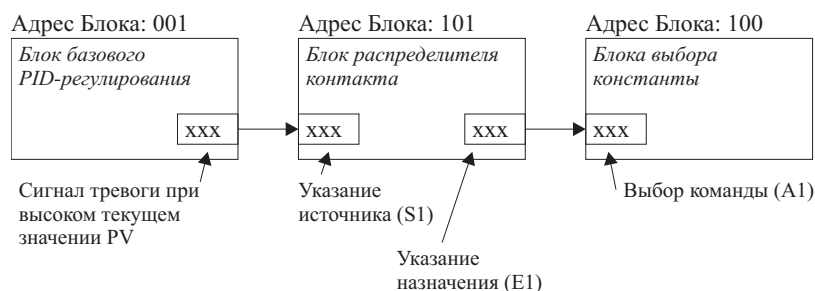 Адрес Блока: 001
Адрес Блока: 101
Адрес Блока: 100
Блок базового
PID-регулирования
Блок распределителя
контакта
Блока выбора
константы
xxx
xxx
xxx
xxx
Сигнал тревоги при
высоком текущем
значении PV
Указание
источника (S1)
Выбор команды (A1)
Указание
назначения (E1)